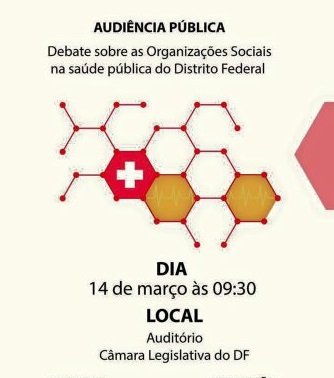 AUDIÊNCIA PÚBLICA
Debate sobre as Organizações Sociais
na saúde pública do Distrito Federal
DIA
14 de março às 09:30
LOCAL
Auditório
Câmara Legislativa do DF